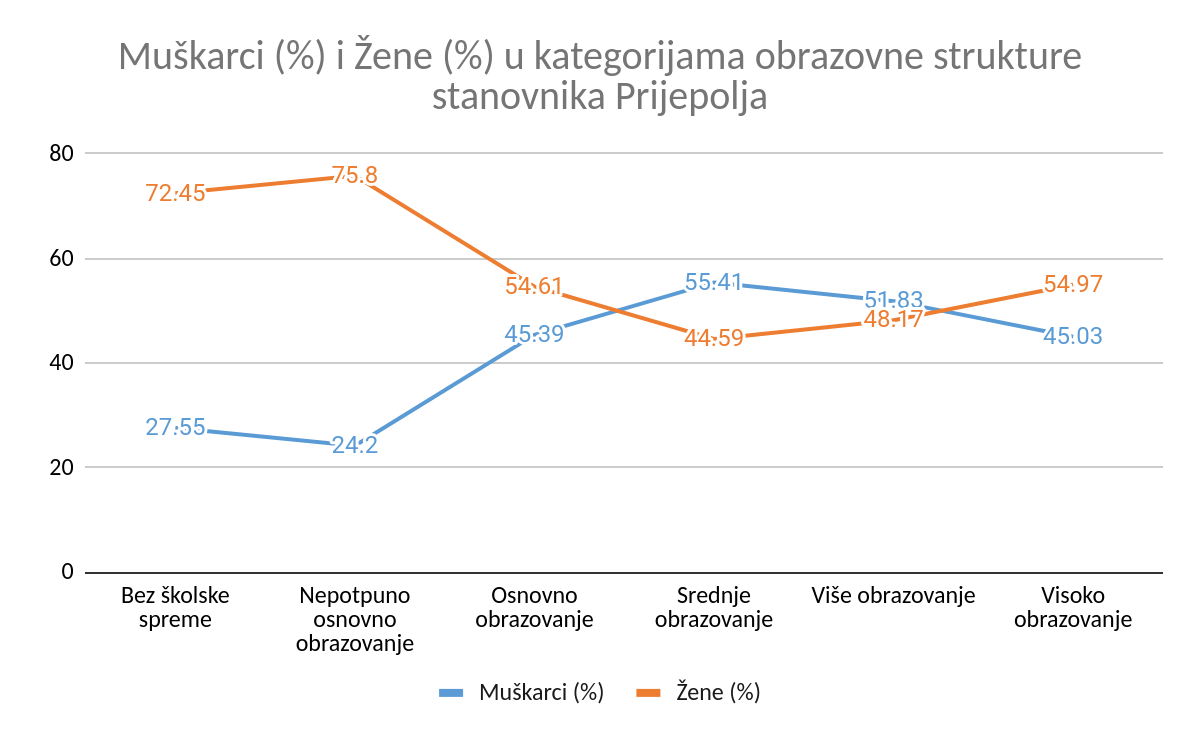 Muškarci (%) i Žene (%) u kategorijama obrazovne strukture
stanovnika Prijepolja
80
60
40
20
0
72.45
75.8
54.61
44.59
48.17
54.97
27.55
24.2
45.39
55.41
51.83
45.03
Bez školske
spreme
Nepotpuno
osnovno
obrazovanje
Osnovno
obrazovanje
Srednje
obrazovanje
Više obrazovanje
Visoko
obrazovanje
Muškarci (%)
Žene (%)